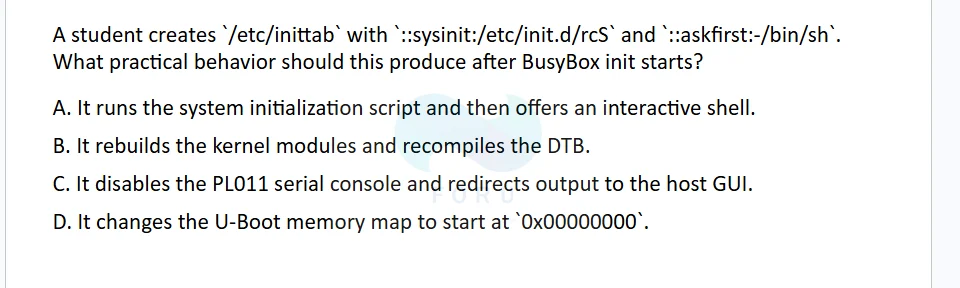 A student creates `/etc/inittab` with `::sysinit:/etc/init.d/rcS` and `::askfirst:-/bin/sh`.
What practical behavior should this produce after BusyBox init starts?
A. It runs the system initialization script and then offers an interactive shell.
B. It rebuilds the kernel modules and recompiles the DTB.
C. It disables the PL011 serial console and redirects output to the host GUI.
FORU
D. It changes the U-Boot memory map to start at `0x00000000`.